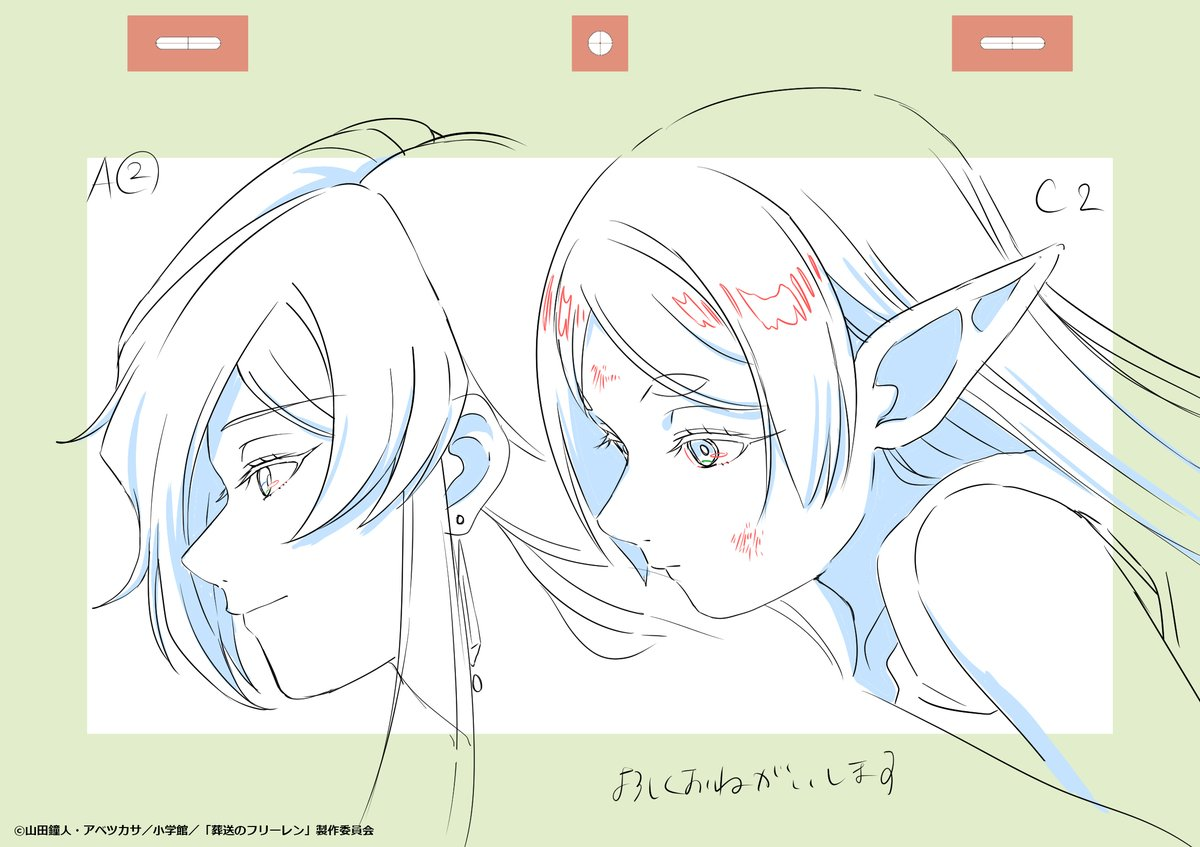 A②
C2
よろしくおねがいします
©山田鐘人・アベツカサ／小学館／「葬送のフリーレン」製作委員会